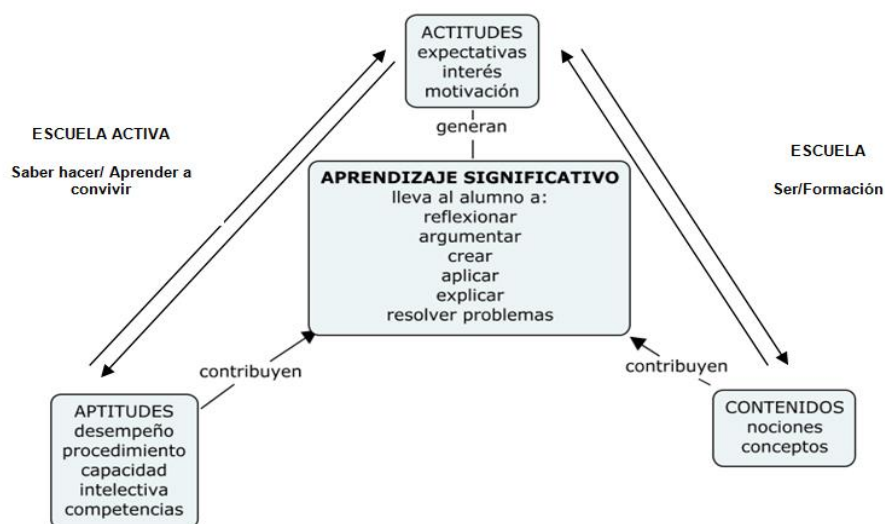 ACTITUDES
expectativas
interés
motivación
generan
ESCUELA ACTIVA
Saber hacer/ Aprender a
convivir
ESCUELA
Ser/Formación
APRENDIZAJE SIGNIFICATIVO
lleva al alumno a:
reflexionar
argumentar
crear
aplicar
explicar
resolver problemas
contribuyen
contribuyen
APTITUDES
desempeño
procedimiento
capacidad
intelectiva
competencias
CONTENIDOS
nociones
conceptos